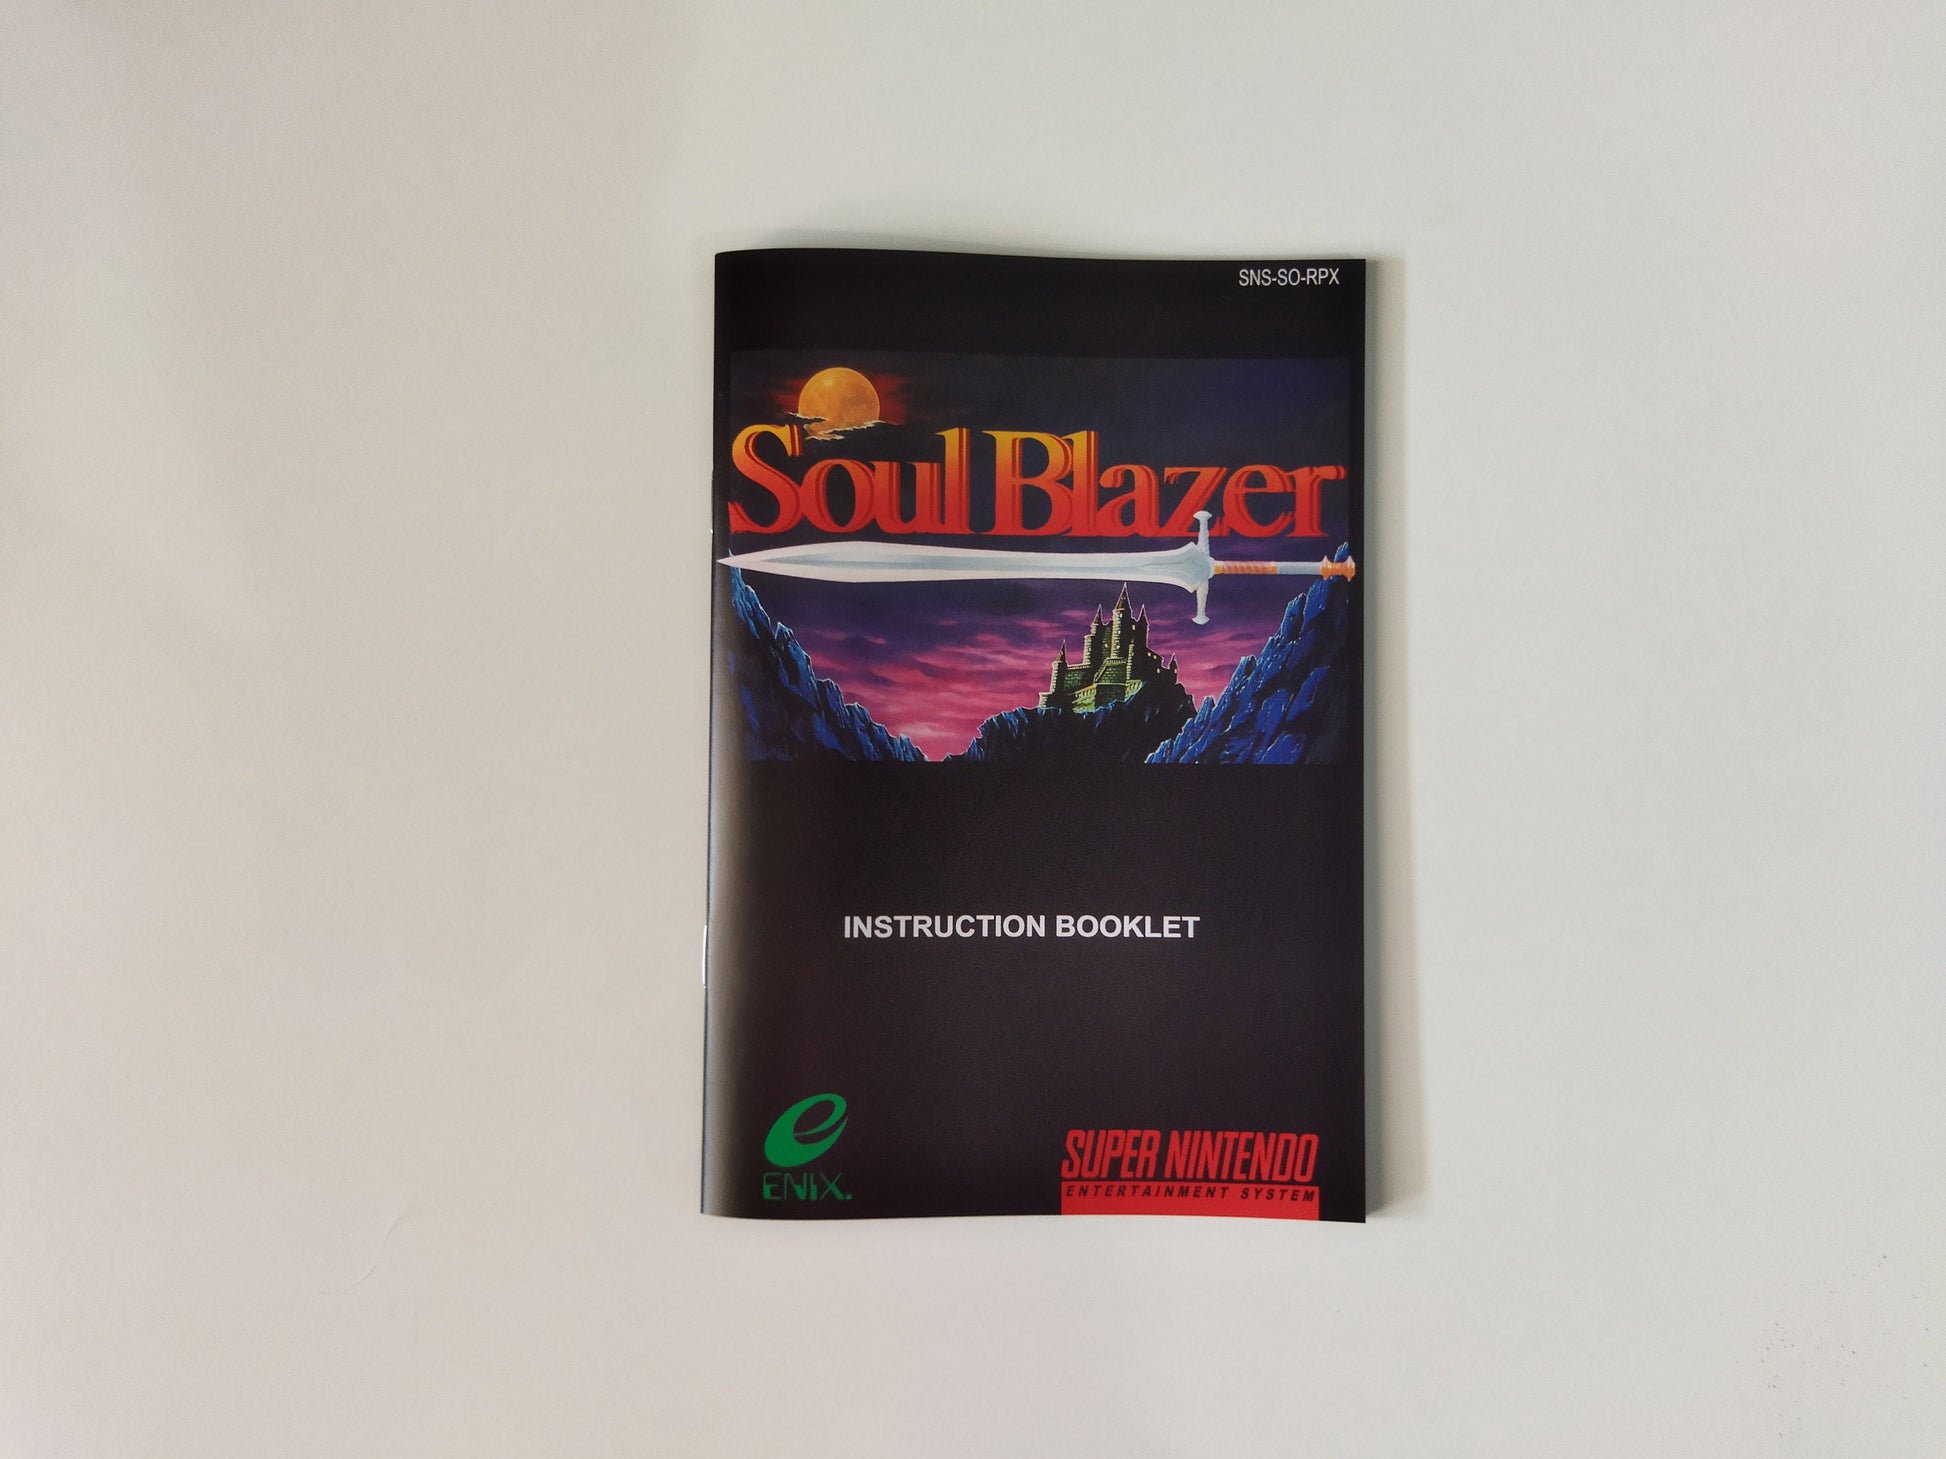 SNS-SO-RPX
Soul Blazer
INSTRUCTION BOOKLET
ENIX.
SUPER NINTENDO
ENTERTAINMENT SYSTEM